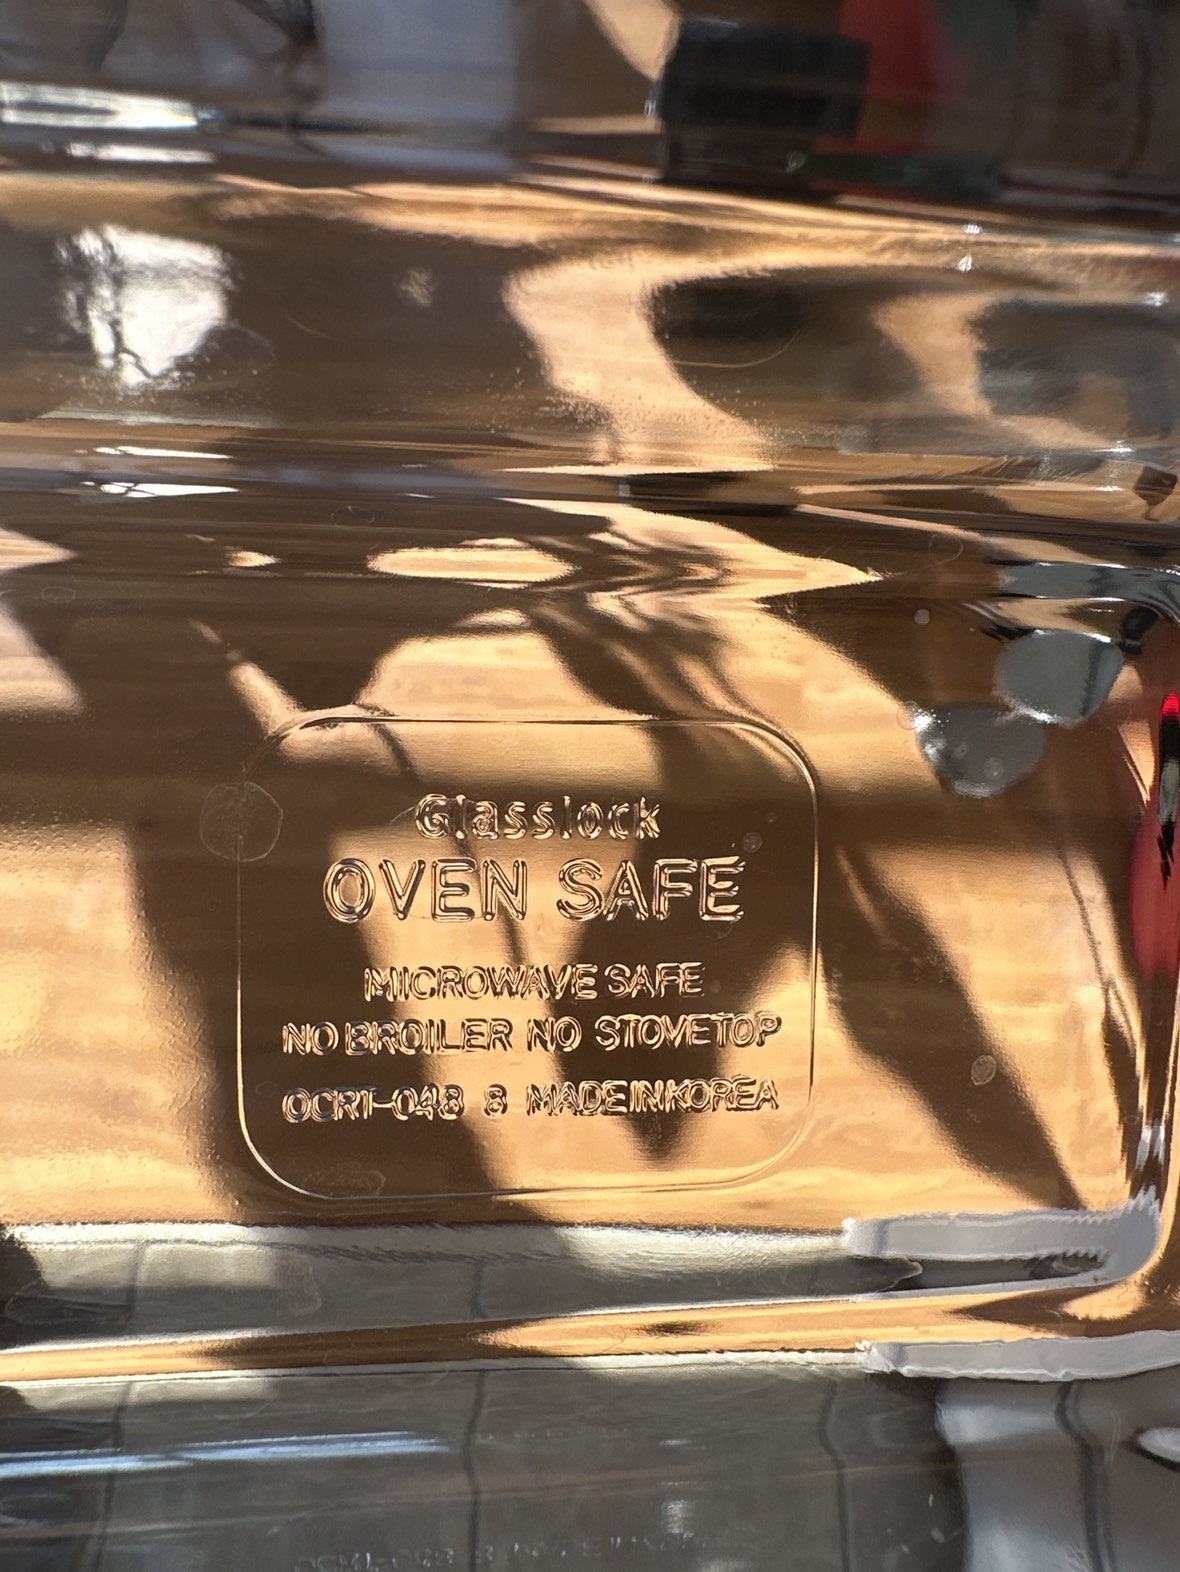 Glasslock
OVEN SAFE
MICROWAVE SAFE
NO BROILER NO STOVETOP
OCRT-048 8 MADE IN KOREA